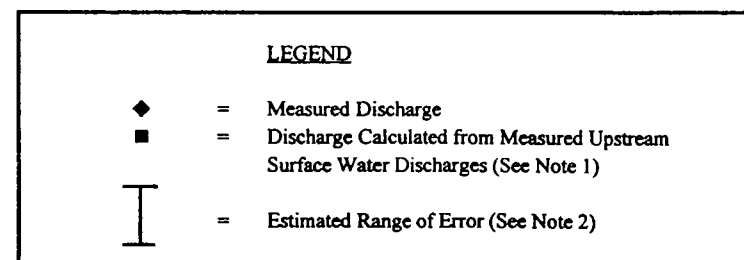 LEGEND
◆ = Measured Discharge
■ = Discharge Calculated from Measured Upstream
Surface Water Discharges (See Note 1)
= Estimated Range of Error (See Note 2)